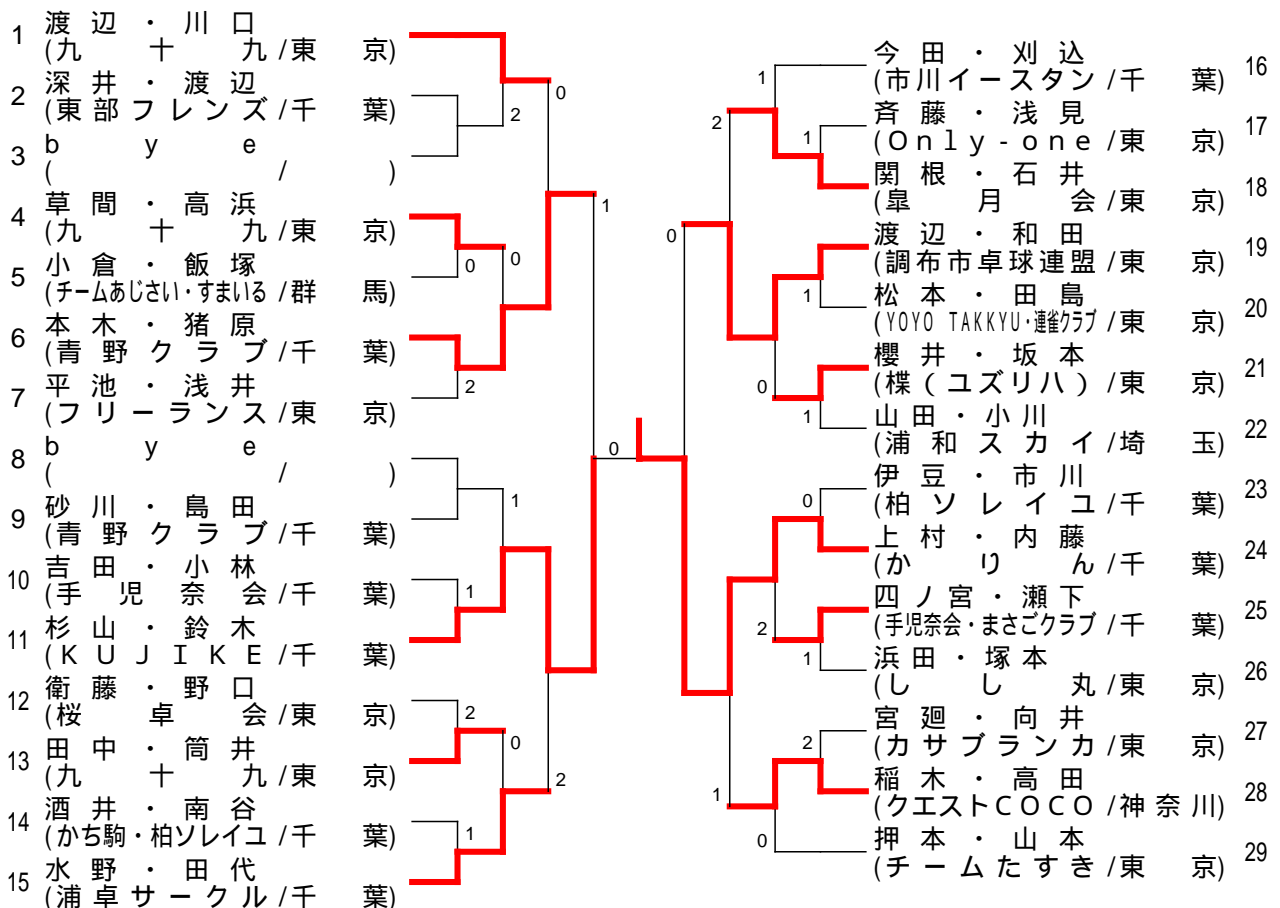 1 渡辺・川口
(九十九/東京)
2 深井・渡辺
(東部フレンズ/千葉)
3 bye
( / )
4 草間・高浜
(九十九/東京)
5 小倉・飯塚
(チームあじさい・すまいる/群馬)
6 本木・猪原
(青野クラブ/千葉)
7 平池・浅井
(フリーランス/東京)
8 bye
( / )
9 砂川・島田
(青野クラブ/千葉)
10 吉田・小林
(手児奈会/千葉)
11 杉山・鈴木
(KUJIKE/千葉)
12 衛藤・野口
(桜卓会/東京)
13 田中・筒井
(九十九/東京)
14 酒井・南谷
(かち駒・柏ソレイユ/千葉)
15 水野・田代
(浦卓サークル/千葉)
0
2
1
0
0
2
0
1
1
2
0
2
1
今田・刈込 16
(市川イースタン/千葉)
斉藤・浅見 17
(Only-one/東京)
関根・石井 18
(皐月会/東京)
渡辺・和田 19
(調布市卓球連盟/東京)
松本・田島 20
(YOYO TAKKYU・連雀クラブ/東京)
櫻井・坂本 21
(楪(ユズリハ)/東京)
山田・小川 22
(浦和スカイ/埼玉)
伊豆・市川 23
(柏ソレイユ/千葉)
上村・内藤 24
(かりん/千葉)
四ノ宮・瀬下 25
(手児奈会・まさごクラブ/千葉)
浜田・塚本 26
(しし丸/東京)
宮廻・向井 27
(カサブランカ/東京)
稲木・高田 28
(クエストCOCO/神奈川)
押本・山本 29
(チームたすき/東京)
1
2
1
0
1
0
1
0
2
1
2
1
0